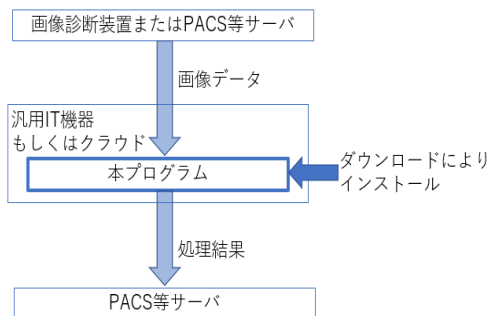 画像診断装置またはPACS等サーバ
画像データ
汎用IT機器
もしくはクラウド
本プログラム
ダウンロードにより
インストール
処理結果
PACS等サーバ